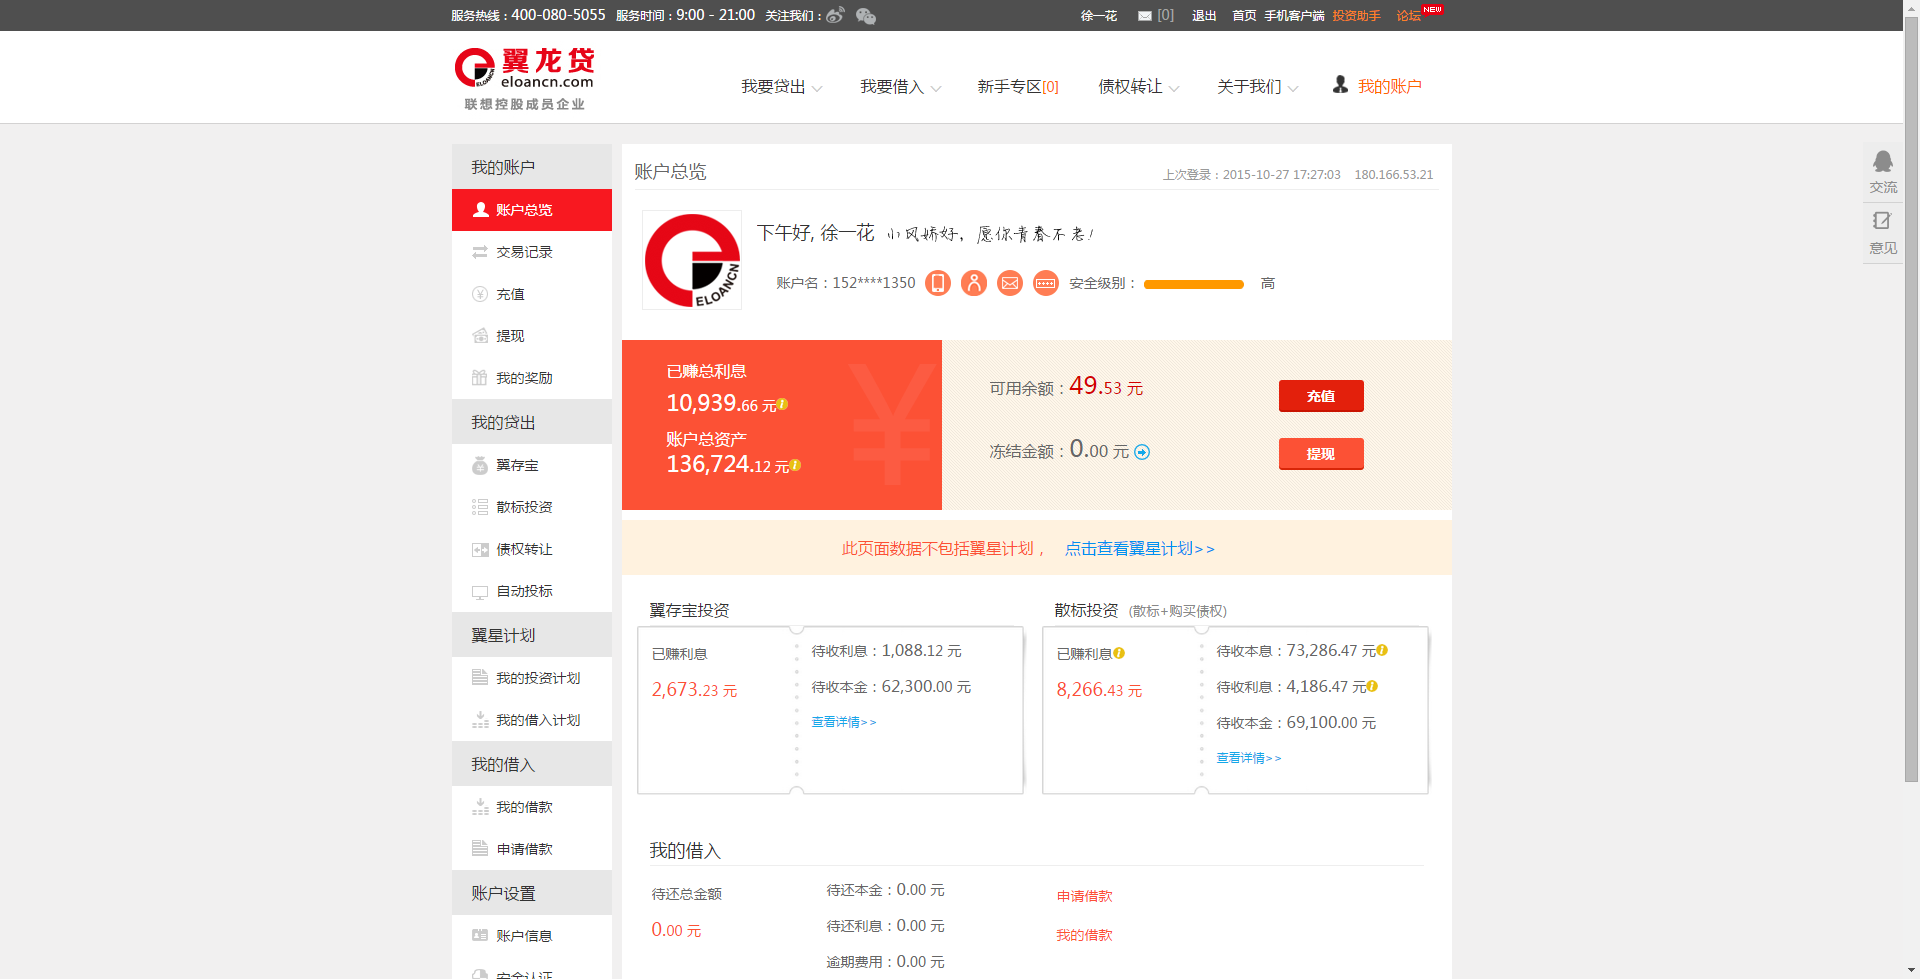 服务热线：400-080-5055 服务时间：9:00 - 21:00 关注我们：
徐一花 [0] 退出 首页 手机客户端 投资助手 论坛 NEW
翼龙贷
eloancn.com
联想控股成员企业
我要贷出 我要借入 新手专区[0] 债权转让 关于我们 我的账户
我的账户
账户总览
交易记录
充值
提现
我的奖励
我的贷出
翼存宝
散标投资
债权转让
自动投标
翼星计划
我的投资计划
我的借入计划
我的借入
我的借款
申请借款
账户设置
账户信息
安全认证
账户总览
上次登录：2015-10-27 17:27:03 180.166.53.21
ELOANCN
下午好, 徐一花 小风娇好，愿你青春不老！
账户名：152****1350 安全级别： 高
已赚总利息
10,939.66 元
账户总资产
136,724.12 元
¥
可用余额：49.53 元
充值
冻结金额：0.00 元
提现
此页面数据不包括翼星计划， 点击查看翼星计划>>
翼存宝投资
已赚利息
2,673.23 元
待收利息：1,088.12 元
待收本金：62,300.00 元
查看详情>>
散标投资 (散标+购买债权)
已赚利息
8,266.43 元
待收本息：73,286.47 元
待收利息：4,186.47 元
待收本金：69,100.00 元
查看详情>>
我的借入
待还总金额
0.00 元
待还本金：0.00 元
待还利息：0.00 元
逾期费用：0.00 元
申请借款
我的借款
交流
意见